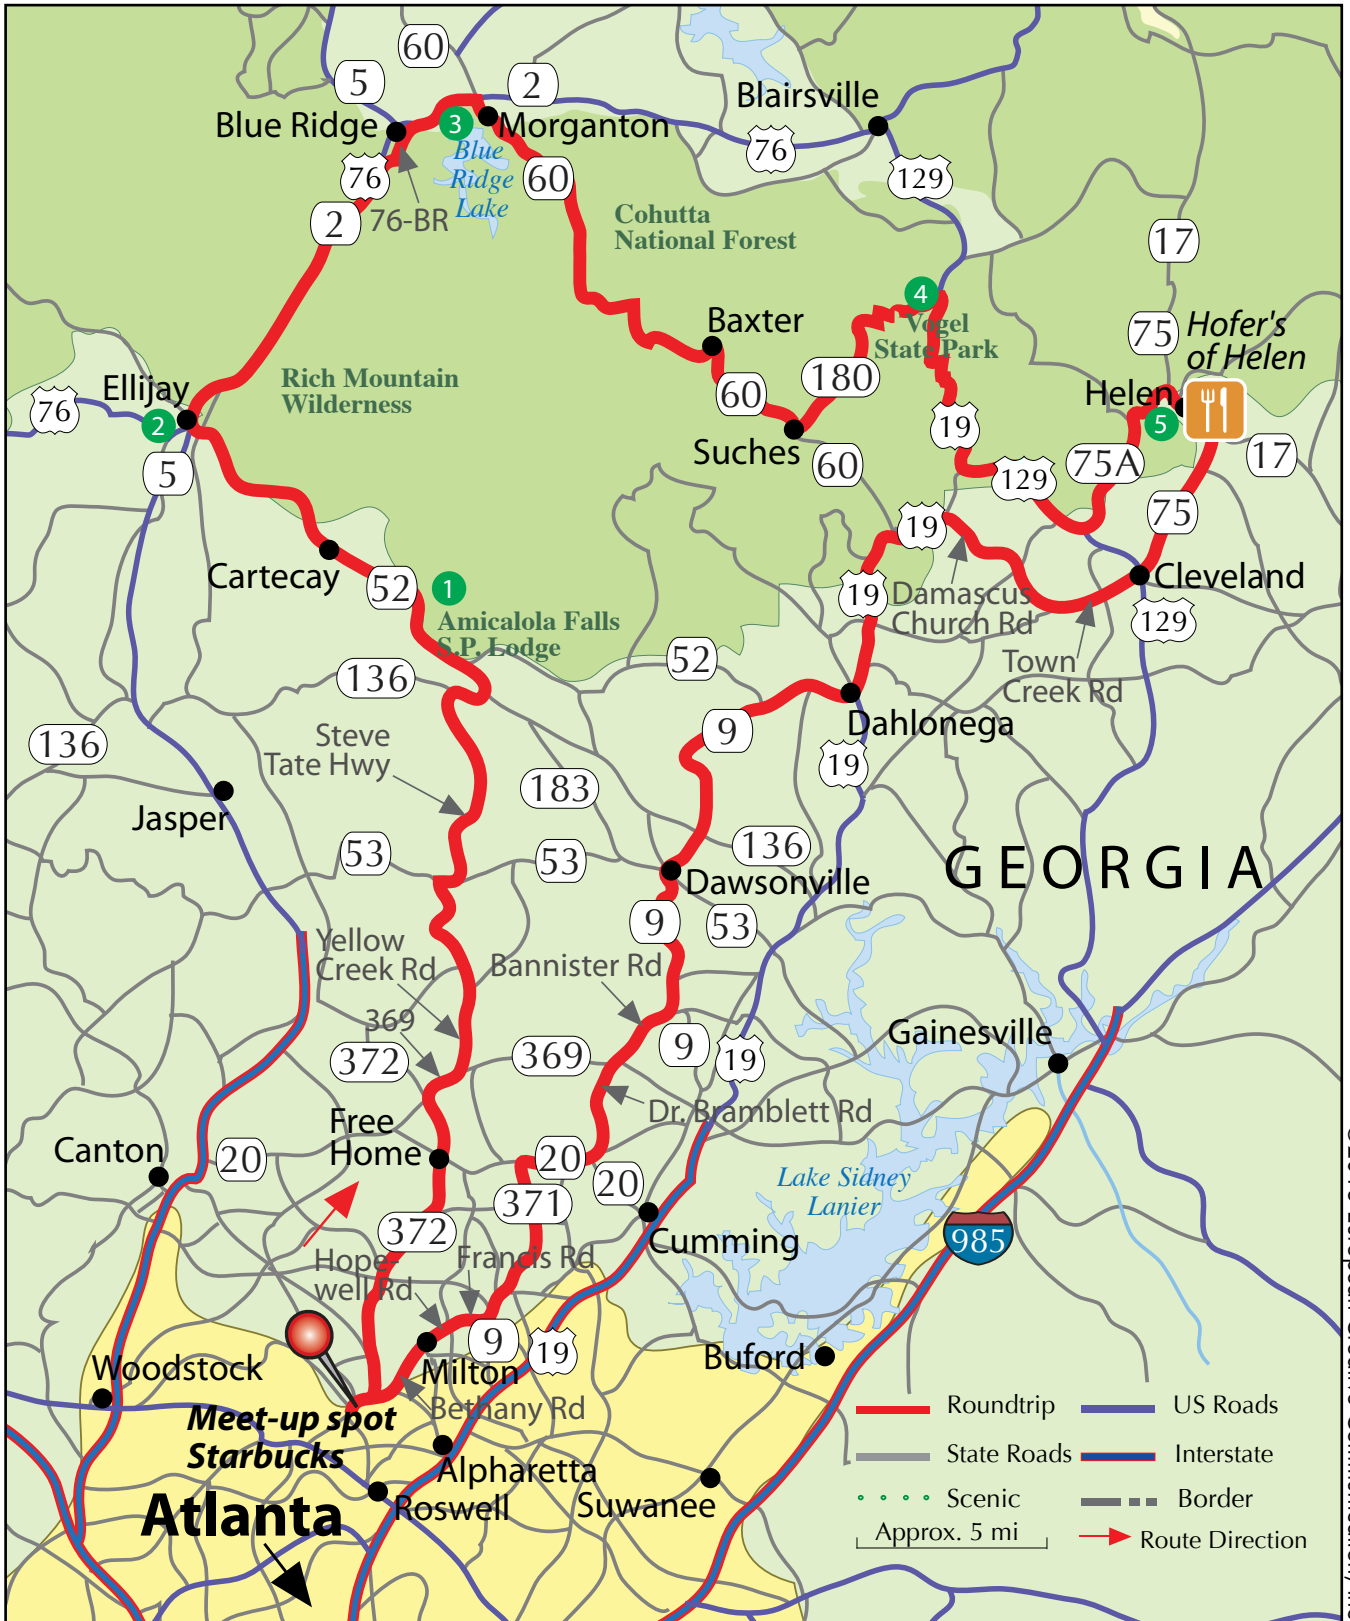 60
5
2
Blairsville
Blue Ridge
3
Morganton
76
Blue
Ridge
Lake
76
60
129
2
76-BR
Cohutta
National Forest
17
4
Vogel
State Park
Baxter
75
Hofer's
of Helen
Ellijay
76
2
Rich Mountain
Wilderness
60
180
Helen
5
19
Suches
60
75A
17
5
129
75
19
Cartecay
52
1
Amicalola Falls
S.P. Lodge
19
Damascus
Church Rd
Cleveland
129
136
52
Town
Creek Rd
Dahlonega
136
Steve
Tate Hwy
9
19
183
Jasper
53
53
136
GEORGIA
Dawsonville
9
53
Yellow
Creek Rd
Bannister Rd
369
372
369
9
19
Gainesville
Dr. Bramblett Rd
Free
Home
Canton
20
20
20
371
Lake Sidney
Lanier
372
Cumming
985
Hope-
well Rd
Francis Rd
9
19
Buford
Milton
Woodstock
Bethany Rd
Meet-up spot
Starbucks
Alpharetta
Roswell
Suwanee
Atlanta
Roundtrip
US Roads
State Roads
Interstate
Scenic
Border
Approx. 5 mi
Route Direction